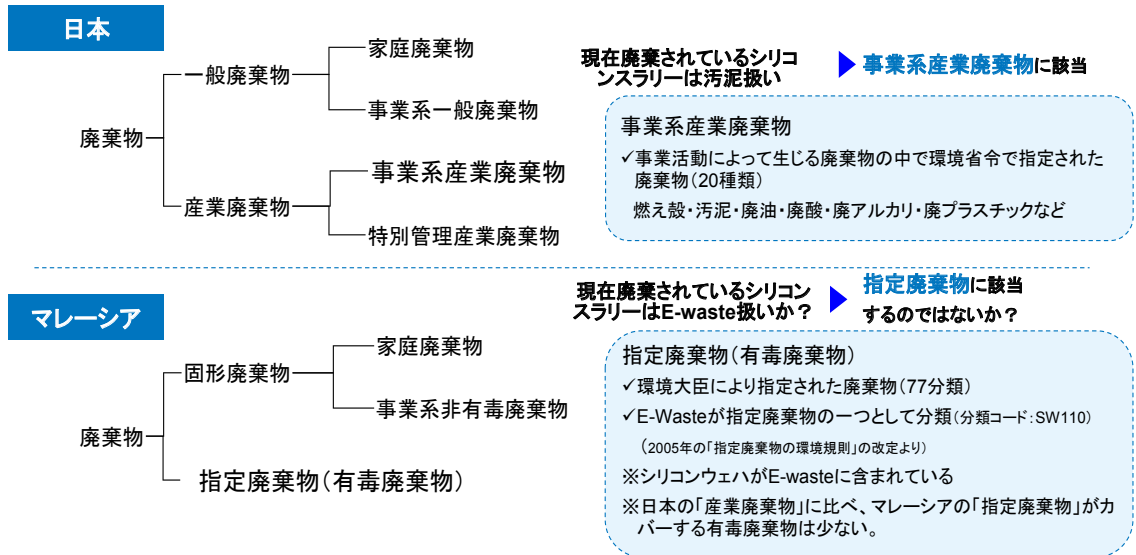 日本
廃棄物
一般廃棄物
家庭廃棄物
事業系一般廃棄物
産業廃棄物
事業系産業廃棄物
特別管理産業廃棄物
現在廃棄されているシリコ
ンスラリーは汚泥扱い
事業系産業廃棄物に該当
事業系産業廃棄物
✓事業活動によって生じる廃棄物の中で環境省令で指定された
廃棄物(20種類)
燃え殻・汚泥・廃油・廃酸・廃アルカリ・廃プラスチックなど
マレーシア
廃棄物
固形廃棄物
家庭廃棄物
事業系非有毒廃棄物
指定廃棄物(有毒廃棄物)
現在廃棄されているシリコン
スラリーはE-waste扱いか？
指定廃棄物に該当
するのではないか？
指定廃棄物(有毒廃棄物)
✓環境大臣により指定された廃棄物(77分類)
✓E-Wasteが指定廃棄物の一つとして分類(分類コード:SW110)
(2005年の「指定廃棄物の環境規則」の改定より)
※シリコンウェハがE-wasteに含まれている
※日本の「産業廃棄物」に比べ、マレーシアの「指定廃棄物」がカ
バーする有毒廃棄物は少ない。